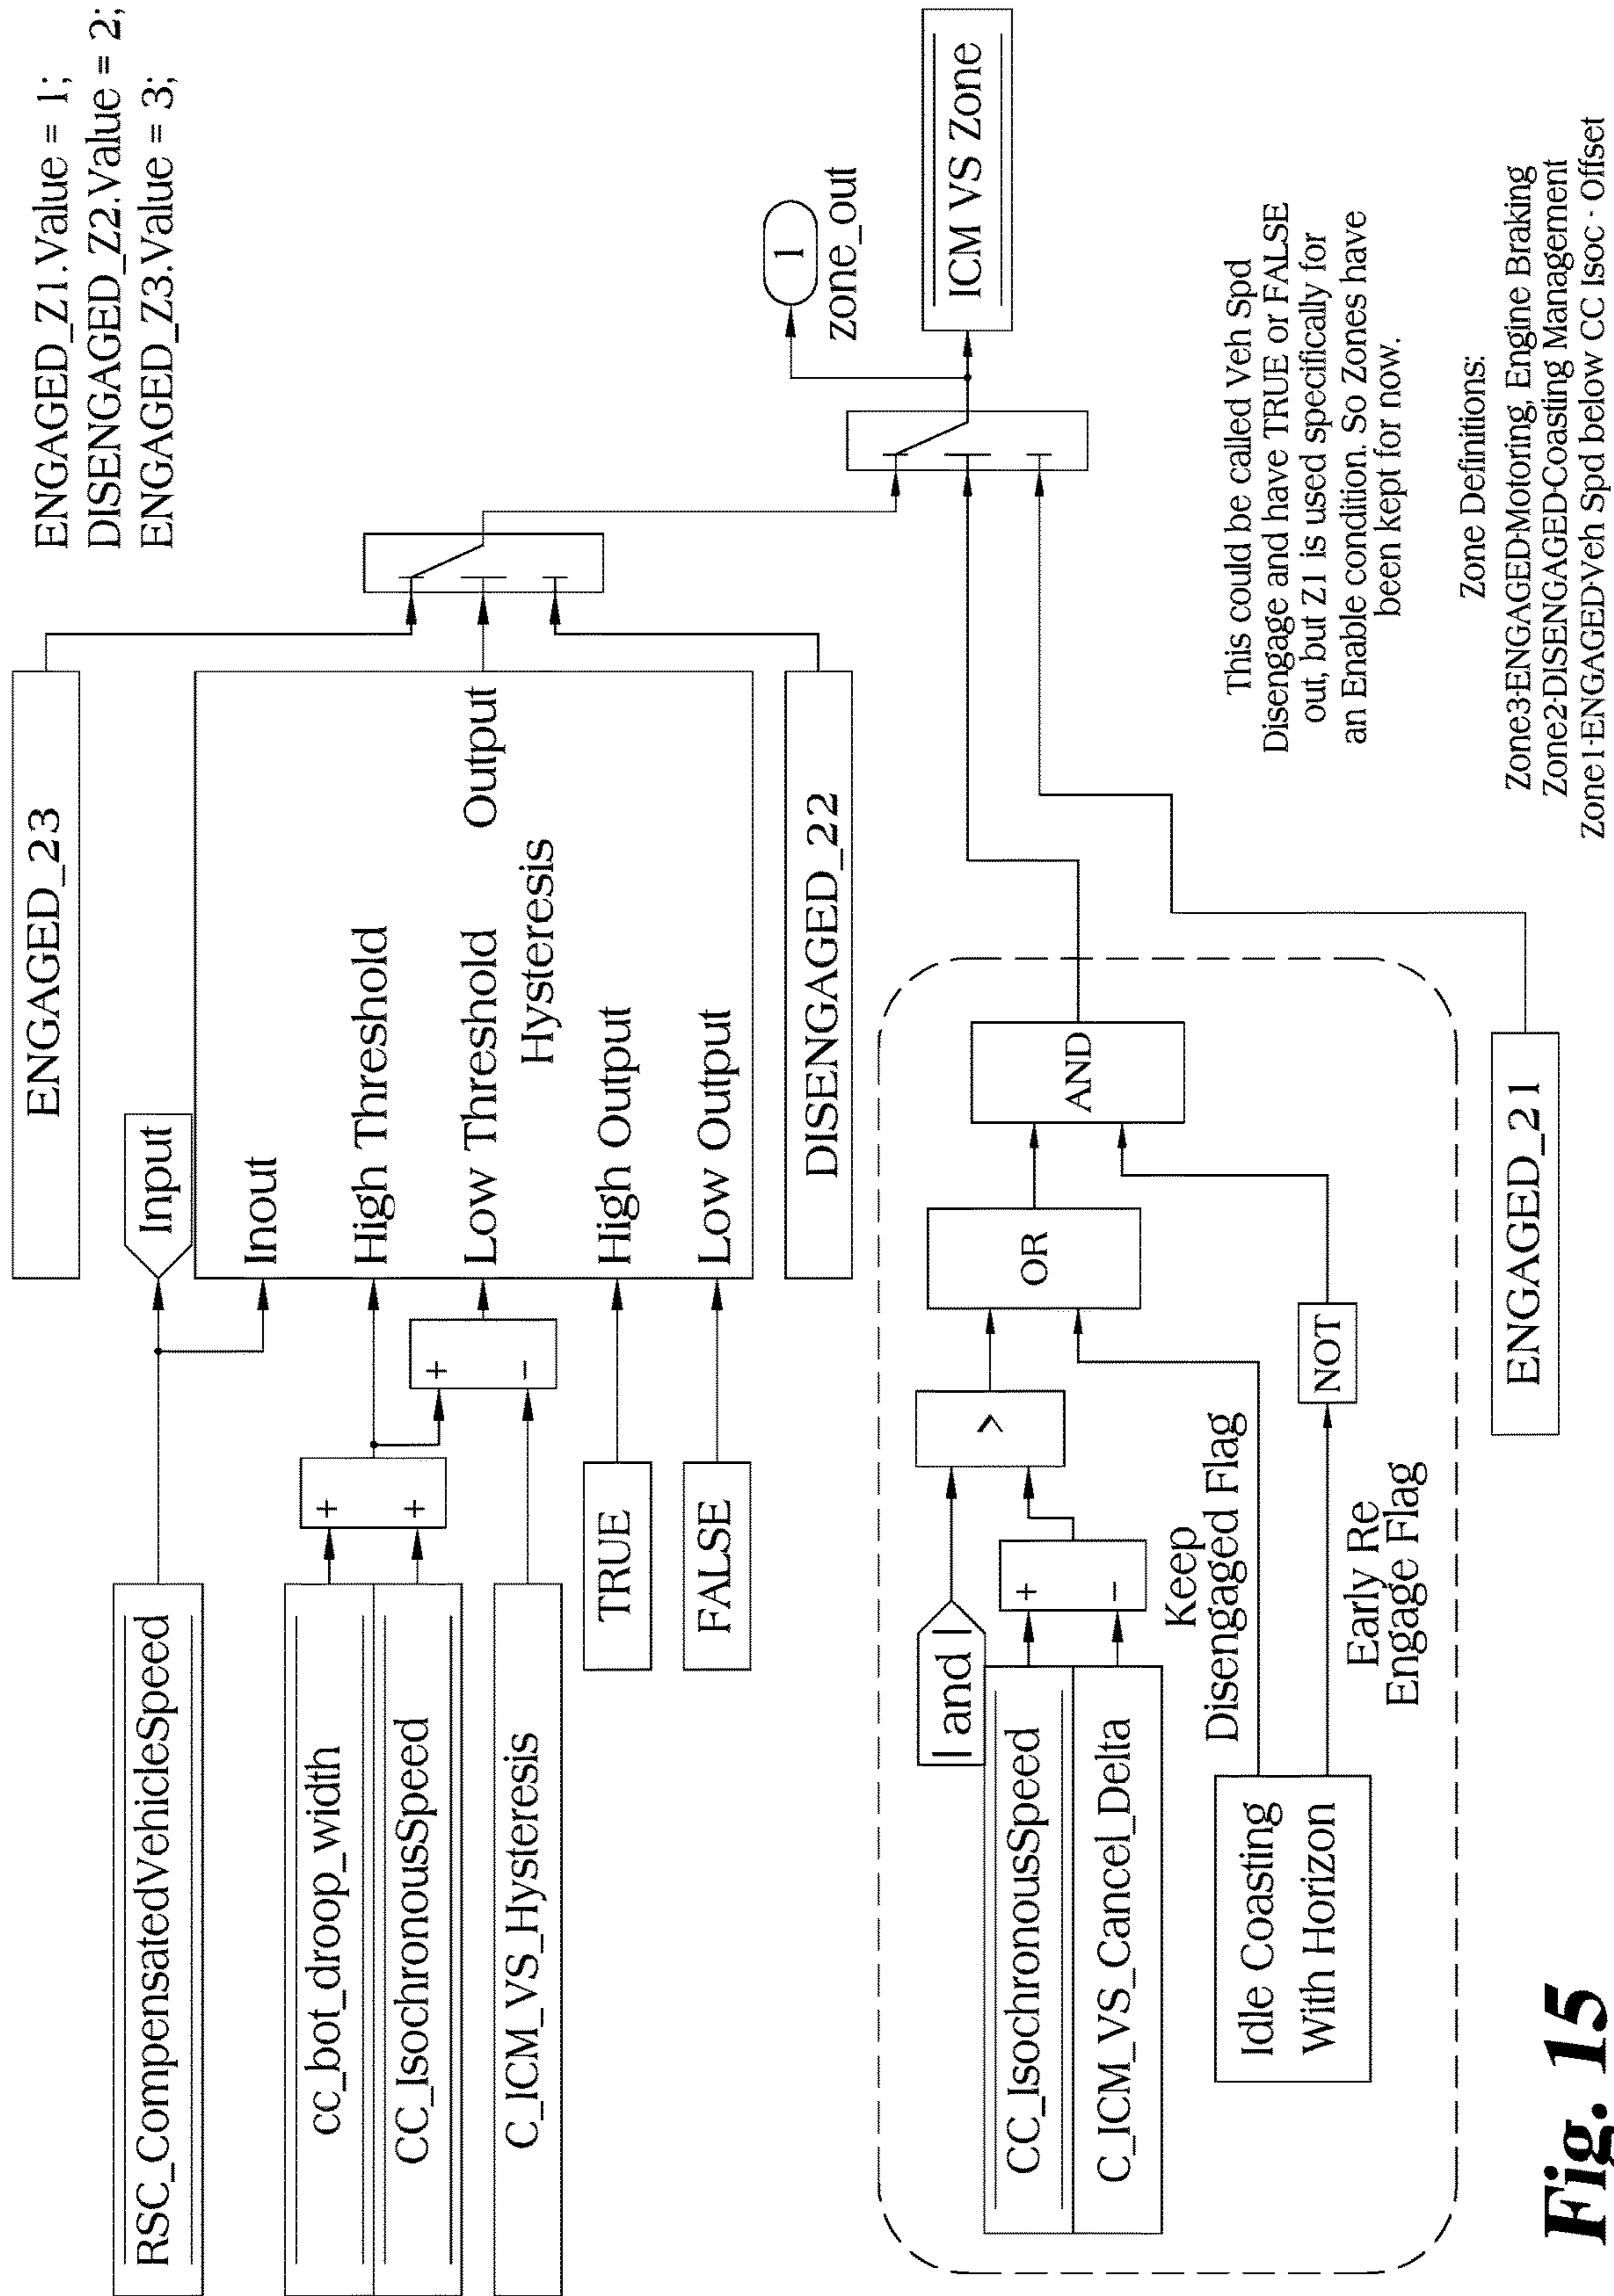 ENGAGED_Z1.Value = 1;
DISENGAGED_Z2.Value = 2;
ENGAGED_Z3.Value = 3;
ENGAGED_23
RSC_CompensatedVehicleSpeed
Input
Inout
cc_bot_droop_width
CC_IsochronousSpeed
+
+
High Threshold
C_ICM_VS_Hysteresis
+
-
Low Threshold
Output
Hysteresis
TRUE
High Output
FALSE
Low Output
DISENGAGED_22
1
zone_out
ICM VS Zone
| and |
CC_IsochronousSpeed
C_ICM_VS_Cancel_Delta
+
-
>
OR
AND
Keep
Disengaged Flag
Idle Coasting
With Horizon
Early Re
Engage Flag
NOT
ENGAGED_21
This could be called Veh Spd
Disengage and have TRUE or FALSE
out, but Z1 is used specifically for
an Enable condition. So Zones have
been kept for now.
Zone Definitions:
Zone3-ENGAGED-Motoring, Engine Braking
Zone2-DISENGAGED-Coasting Management
Zone1-ENGAGED-Veh Spd below CC Isoc - Offset
Fig. 15